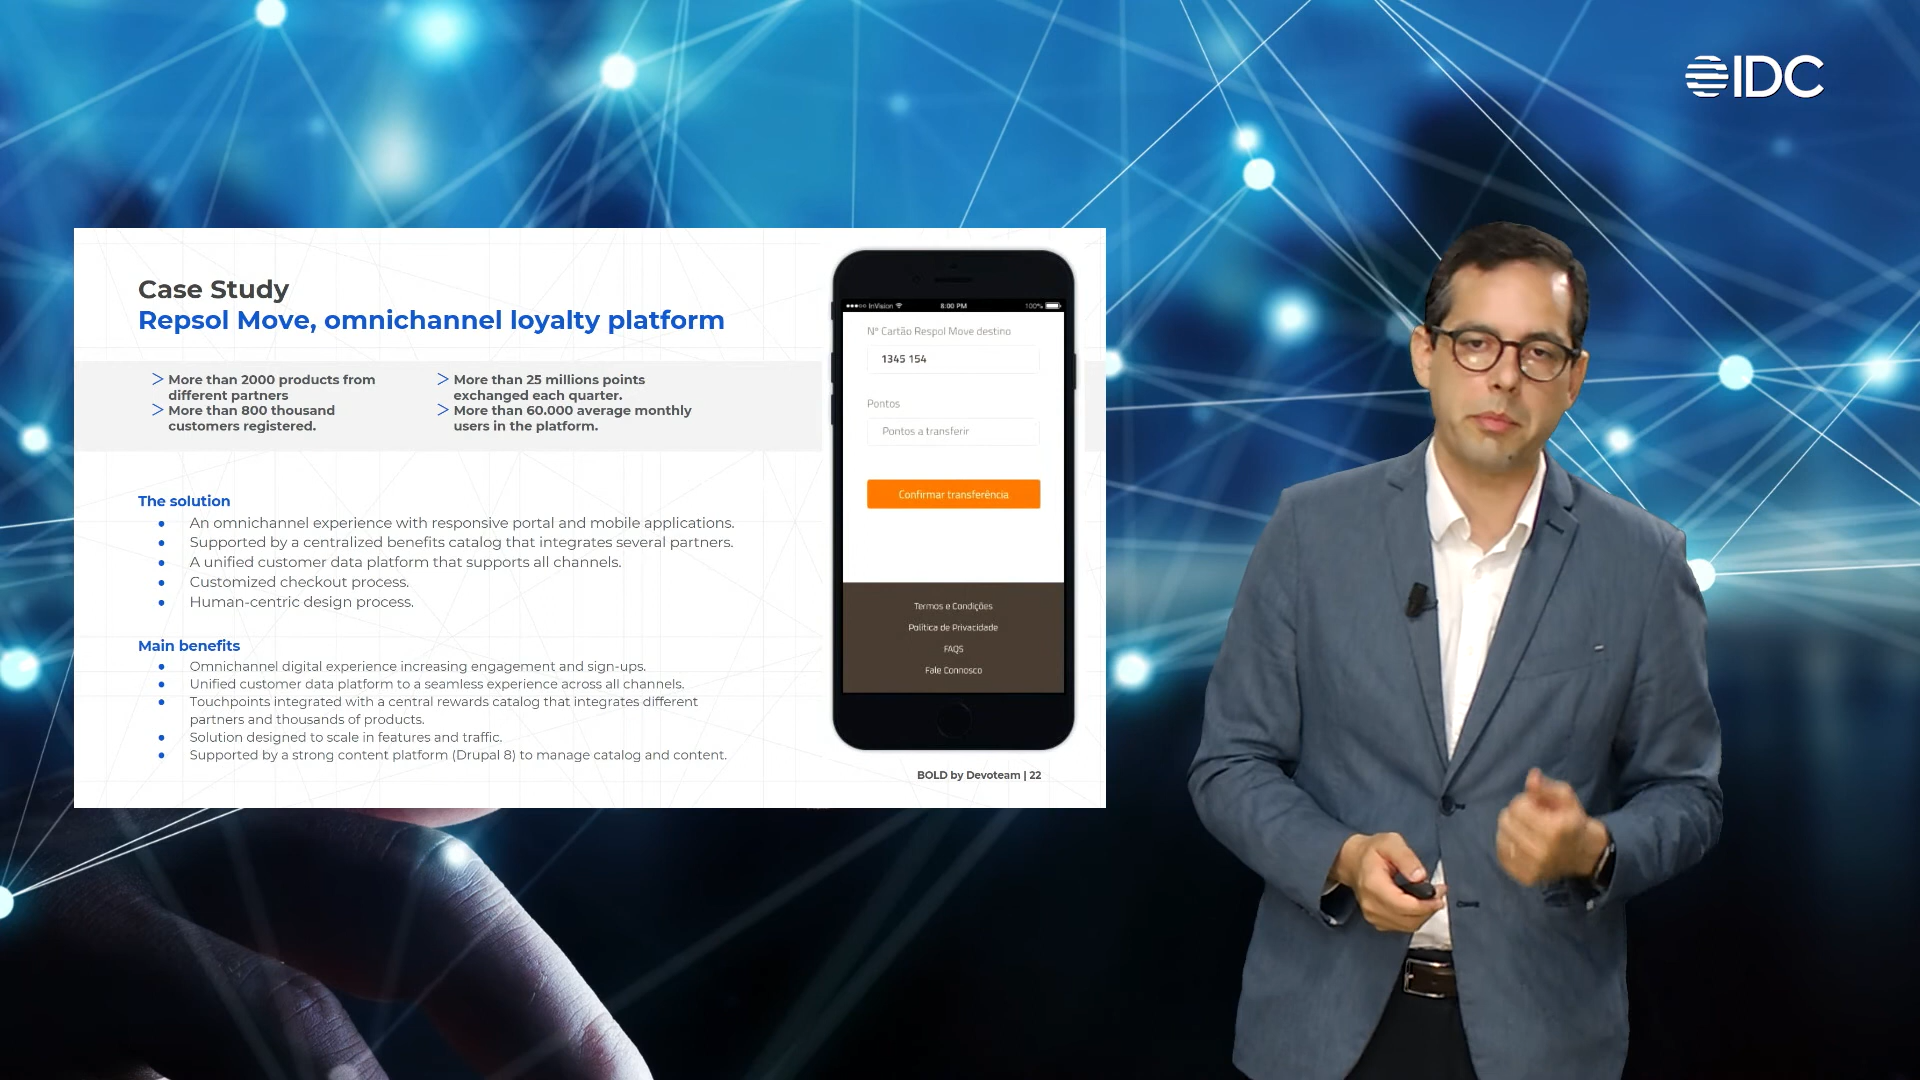 IDC
Case Study
Repsol Move, omnichannel loyalty platform
> More than 2000 products from
different partners
> More than 800 thousand
customers registered.
> More than 25 millions points
exchanged each quarter.
> More than 60.000 average monthly
users in the platform.
The solution
● An omnichannel experience with responsive portal and mobile applications.
● Supported by a centralized benefits catalog that integrates several partners.
● A unified customer data platform that supports all channels.
● Customized checkout process.
● Human-centric design process.
Main benefits
● Omnichannel digital experience increasing engagement and sign-ups.
● Unified customer data platform to a seamless experience across all channels.
● Touchpoints integrated with a central rewards catalog that integrates different
partners and thousands of products.
● Solution designed to scale in features and traffic.
● Supported by a strong content platform (Drupal 8) to manage catalog and content.
InVision 8:00 PM 100%
Nº Cartão Respol Move destino
1345 154
Pontos
Pontos a transferir
Confirmar transferência
Termos e Condições
Política de Privacidade
FAQS
Fale Connosco
BOLD by Devoteam | 22